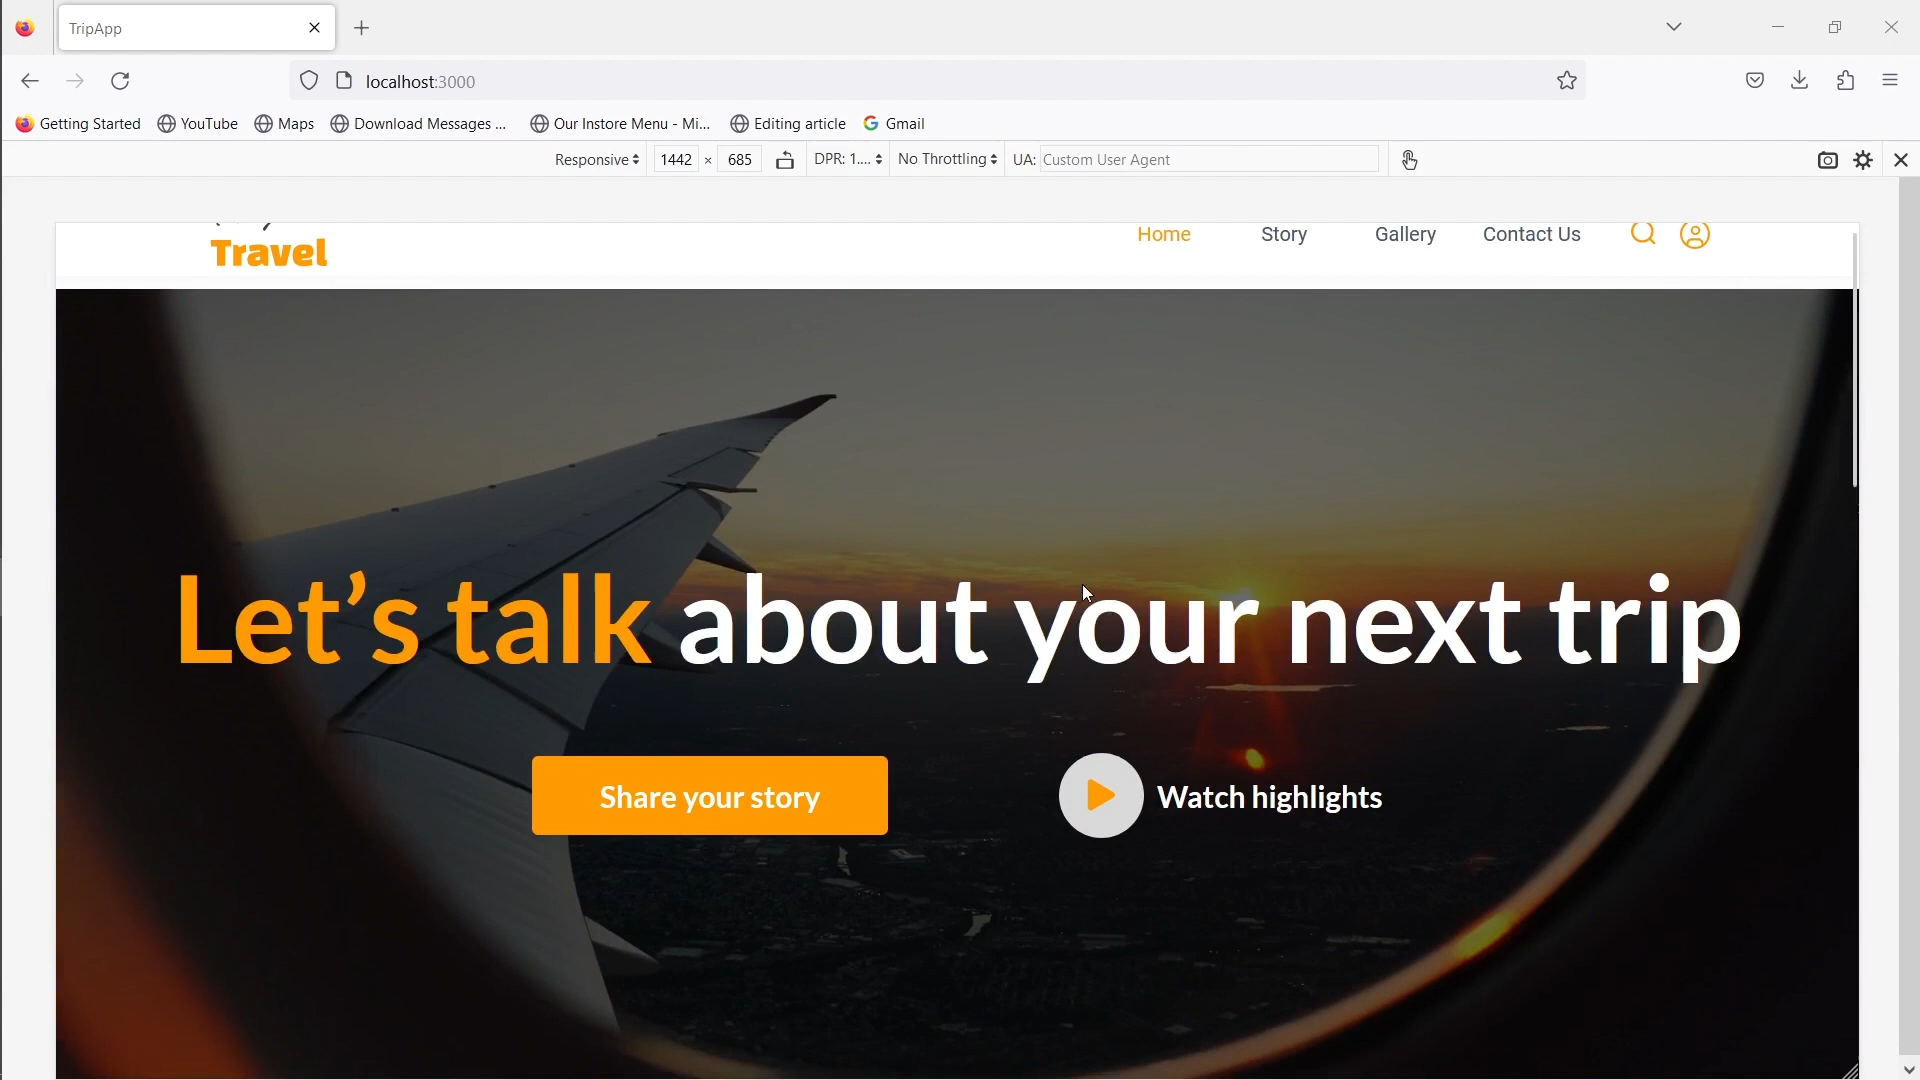 TripApp
localhost:3000
Getting Started YouTube Maps Download Messages ... Our Instore Menu - Mi... Editing article Gmail
Responsive 1442 × 685 DPR: 1.... No Throttling UA: Custom User Agent
Travel
Home Story Gallery Contact Us
Let’s talk about your next trip
Share your story Watch highlights